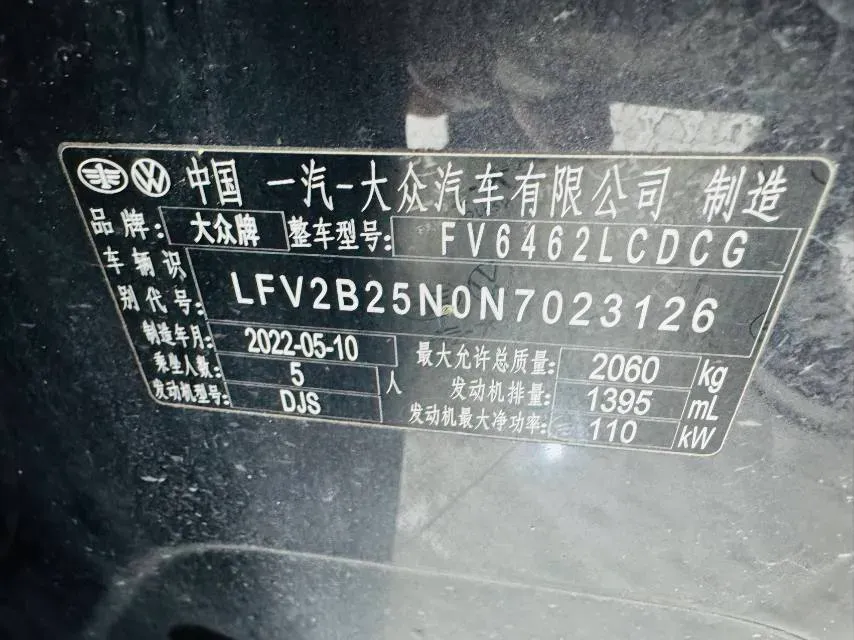 中国 一汽-大众汽车有限公司 制造
品牌: 大众牌 整车型号: FV6462LCDCG
车辆识别代号: LFV2B25N0N7023126
制造年月: 2022-05-10 最大允许总质量: 2060 kg
乘坐人数: 5 人 发动机排量: 1395 mL
发动机型号: DJS 发动机最大净功率: 110 kW